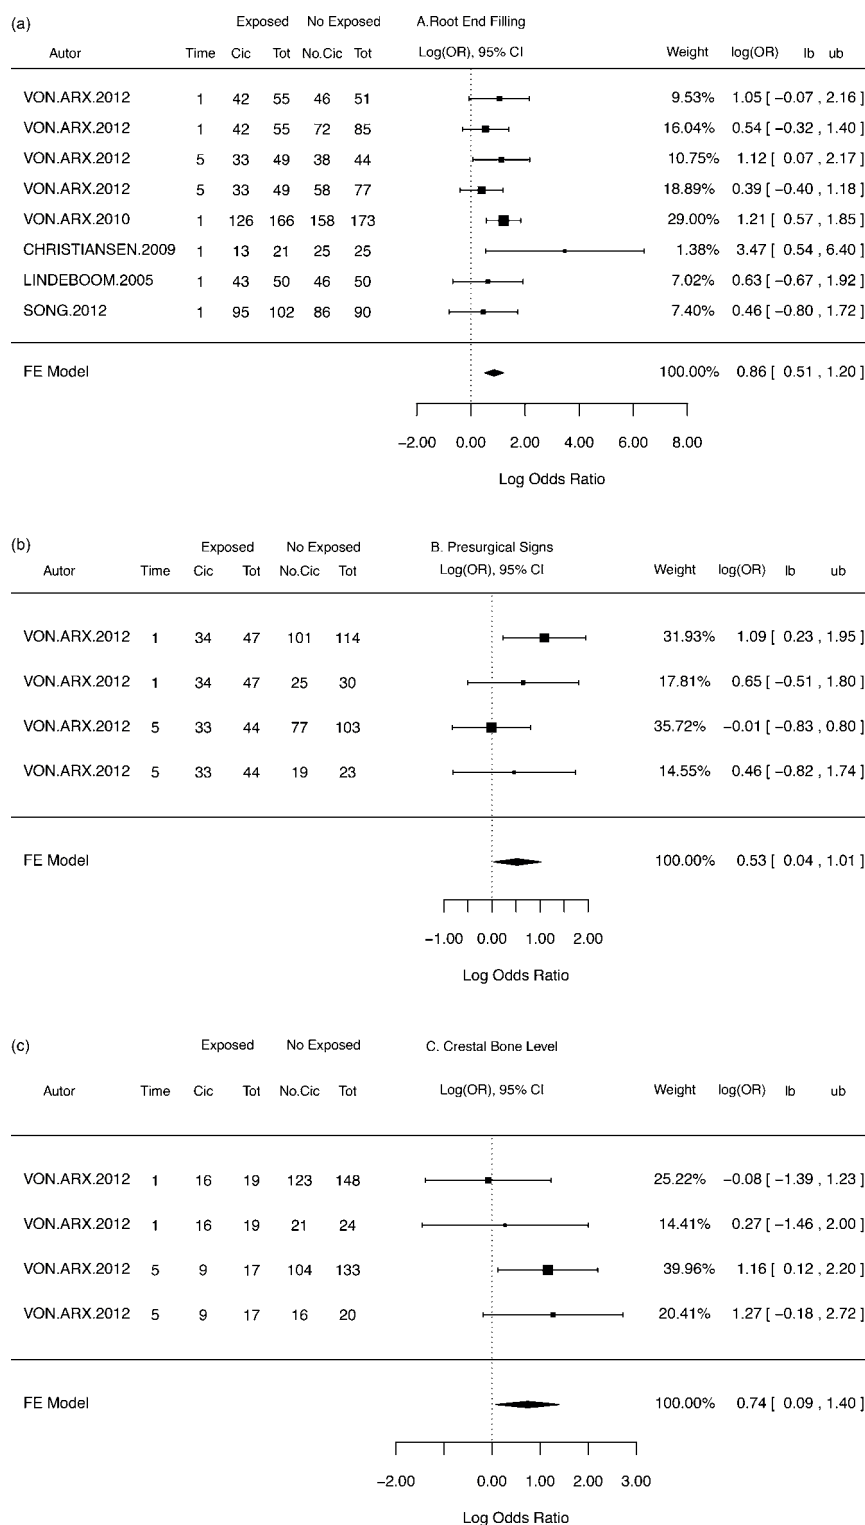 (a)
Exposed No Exposed A.Root End Filling
Autor Time Cic Tot No.Cic Tot Log(OR), 95% CI Weight log(OR) lb ub
VON.ARX.2012 1 42 55 46 51 9.53% 1.05 [ −0.07 , 2.16 ]
VON.ARX.2012 1 42 55 72 85 16.04% 0.54 [ −0.32 , 1.40 ]
VON.ARX.2012 5 33 49 38 44 10.75% 1.12 [ 0.07 , 2.17 ]
VON.ARX.2012 5 33 49 58 77 18.89% 0.39 [ −0.40 , 1.18 ]
VON.ARX.2010 1 126 166 158 173 29.00% 1.21 [ 0.57 , 1.85 ]
CHRISTIANSEN.2009 1 13 21 25 25 1.38% 3.47 [ 0.54 , 6.40 ]
LINDEBOOM.2005 1 43 50 46 50 7.02% 0.63 [ −0.67 , 1.92 ]
SONG.2012 1 95 102 86 90 7.40% 0.46 [ −0.80 , 1.72 ]
FE Model 100.00% 0.86 [ 0.51 , 1.20 ]
−2.00 0.00 2.00 4.00 6.00 8.00
Log Odds Ratio
(b)
Exposed No Exposed B. Presurgical Signs
Autor Time Cic Tot No.Cic Tot Log(OR), 95% CI Weight log(OR) lb ub
VON.ARX.2012 1 34 47 101 114 31.93% 1.09 [ 0.23 , 1.95 ]
VON.ARX.2012 1 34 47 25 30 17.81% 0.65 [ −0.51 , 1.80 ]
VON.ARX.2012 5 33 44 77 103 35.72% −0.01 [ −0.83 , 0.80 ]
VON.ARX.2012 5 33 44 19 23 14.55% 0.46 [ −0.82 , 1.74 ]
FE Model 100.00% 0.53 [ 0.04 , 1.01 ]
−1.00 0.00 1.00 2.00
Log Odds Ratio
(c)
Exposed No Exposed C. Crestal Bone Level
Autor Time Cic Tot No.Cic Tot Log(OR), 95% CI Weight log(OR) lb ub
VON.ARX.2012 1 16 19 123 148 25.22% −0.08 [ −1.39 , 1.23 ]
VON.ARX.2012 1 16 19 21 24 14.41% 0.27 [ −1.46 , 2.00 ]
VON.ARX.2012 5 9 17 104 133 39.96% 1.16 [ 0.12 , 2.20 ]
VON.ARX.2012 5 9 17 16 20 20.41% 1.27 [ −0.18 , 2.72 ]
FE Model 100.00% 0.74 [ 0.09 , 1.40 ]
−2.00 0.00 1.00 2.00 3.00
Log Odds Ratio